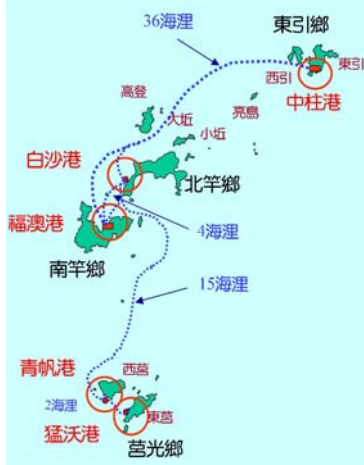 36海浬
東引鄉
東引
西引
中柱港
高登
亮島
大坵
小坵
白沙港
北竿鄉
福澳港
4海浬
南竿鄉
15海浬
青帆港
西莒
2海浬
東莒
猛沃港
莒光鄉